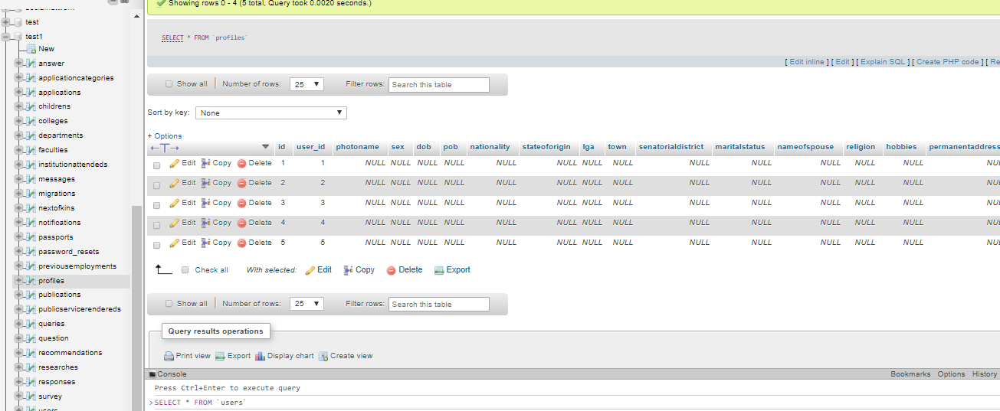 Showing rows 0 - 4 (5 total, Query took 0.0020 seconds.)
test
test1
New
answer
applicationcategories
applications
childrens
colleges
departments
faculties
institutionattendeds
messages
migrations
nextofkins
notifications
passports
password_resets
previousemployments
profiles
publications
publicservicerendereds
queries
question
recommendations
researches
responses
survey
SELECT * FROM `profiles`
[ Edit inline ] [ Edit ] [ Explain SQL ] [ Create PHP code ] [ Re
Show all Number of rows: 25 Filter rows: Search this table
Sort by key: None
+ Options
id user_id photoname sex dob pob nationality stateoforigin lga town senatorialdistrict maritalstatus nameofspouse religion hobbies permanentaddress
Edit Copy Delete 1 1 NULL NULL NULL NULL NULL NULL NULL NULL NULL NULL NULL NULL NULL NU
Edit Copy Delete 2 2 NULL NULL NULL NULL NULL NULL NULL NULL NULL NULL NULL NULL NULL NU
Edit Copy Delete 3 3 NULL NULL NULL NULL NULL NULL NULL NULL NULL NULL NULL NULL NULL NU
Edit Copy Delete 4 4 NULL NULL NULL NULL NULL NULL NULL NULL NULL NULL NULL NULL NULL NU
Edit Copy Delete 5 5 NULL NULL NULL NULL NULL NULL NULL NULL NULL NULL NULL NULL NULL NU
Check all With selected: Edit Copy Delete Export
Show all Number of rows: 25 Filter rows: Search this table
Query results operations
Print view Export Display chart Create view
Console Bookmarks Options History
Press Ctrl+Enter to execute query
>SELECT * FROM `users`